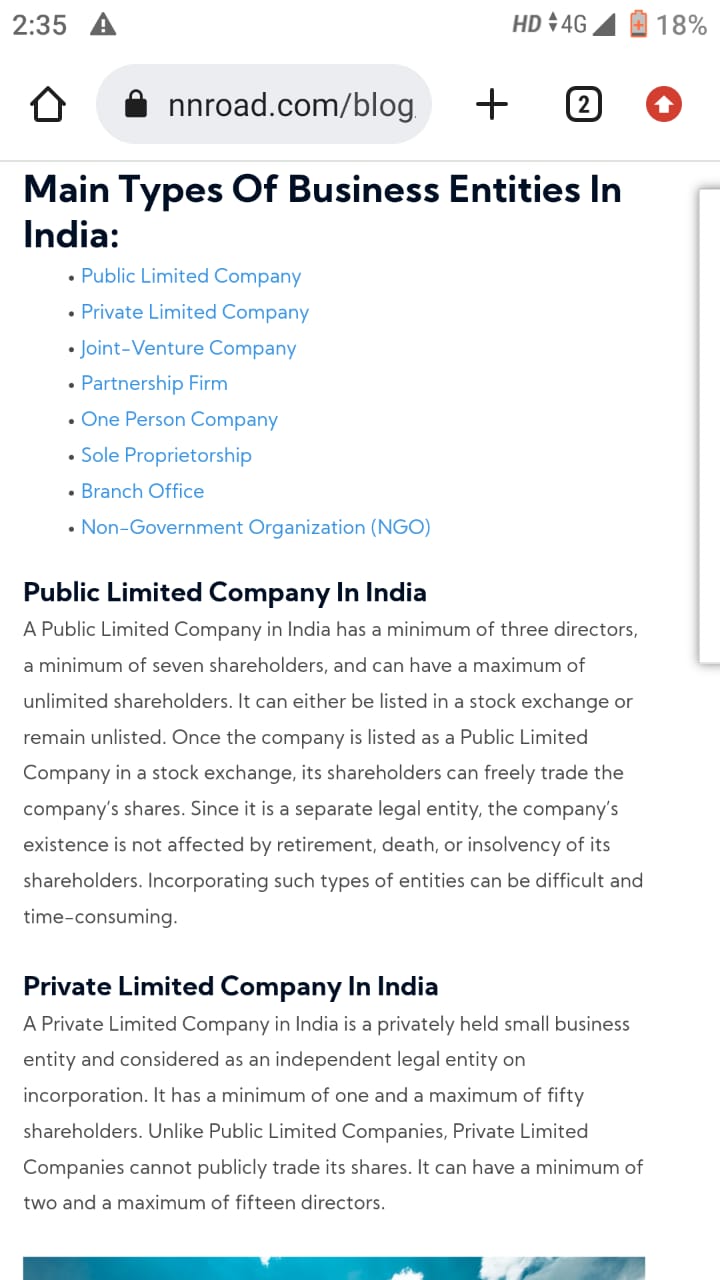 2:35
HD 4G 18%
nnroad.com/blog
2
Main Types Of Business Entities In
India:
• Public Limited Company
• Private Limited Company
• Joint-Venture Company
• Partnership Firm
• One Person Company
• Sole Proprietorship
• Branch Office
• Non-Government Organization (NGO)
Public Limited Company In India
A Public Limited Company in India has a minimum of three directors,
a minimum of seven shareholders, and can have a maximum of
unlimited shareholders. It can either be listed in a stock exchange or
remain unlisted. Once the company is listed as a Public Limited
Company in a stock exchange, its shareholders can freely trade the
company's shares. Since it is a separate legal entity, the company's
existence is not affected by retirement, death, or insolvency of its
shareholders. Incorporating such types of entities can be difficult and
time-consuming.
Private Limited Company In India
A Private Limited Company in India is a privately held small business
entity and considered as an independent legal entity on
incorporation. It has a minimum of one and a maximum of fifty
shareholders. Unlike Public Limited Companies, Private Limited
Companies cannot publicly trade its shares. It can have a minimum of
two and a maximum of fifteen directors.